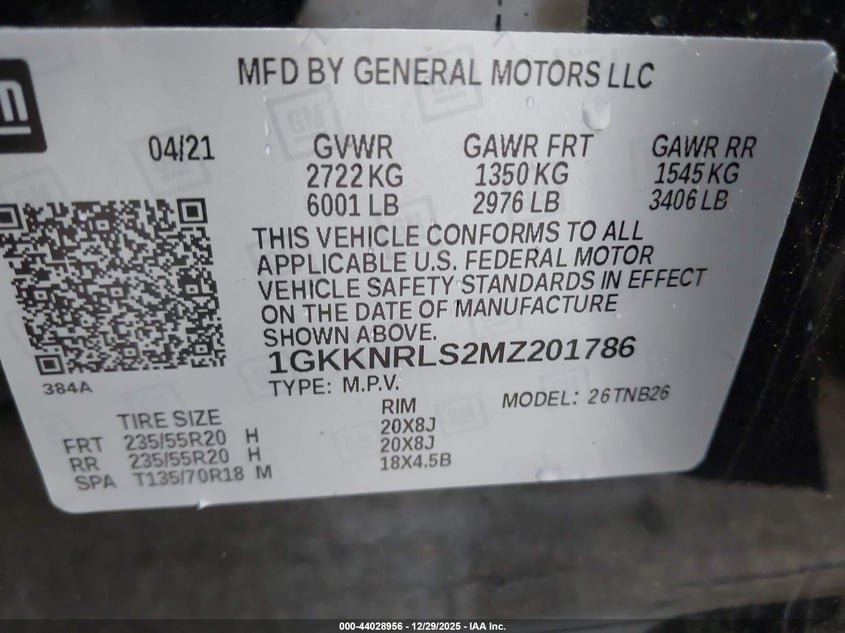 MFD BY GENERAL MOTORS LLC
04/21
GVWR GAWR FRT GAWR RR
2722 KG 1350 KG 1545 KG
6001 LB 2976 LB 3406 LB
THIS VEHICLE CONFORMS TO ALL
APPLICABLE U.S. FEDERAL MOTOR
VEHICLE SAFETY STANDARDS IN EFFECT
ON THE DATE OF MANUFACTURE
SHOWN ABOVE.
1GKKNRLS2MZ201786
384A
TYPE: M.P.V.
MODEL: 26TNB26
TIRE SIZE RIM
FRT 235/55R20 H 20X8J
RR 235/55R20 H 20X8J
SPA T135/70R18 M 18X4.5B
000-44028956 - 12/29/2025 - IAA Inc.